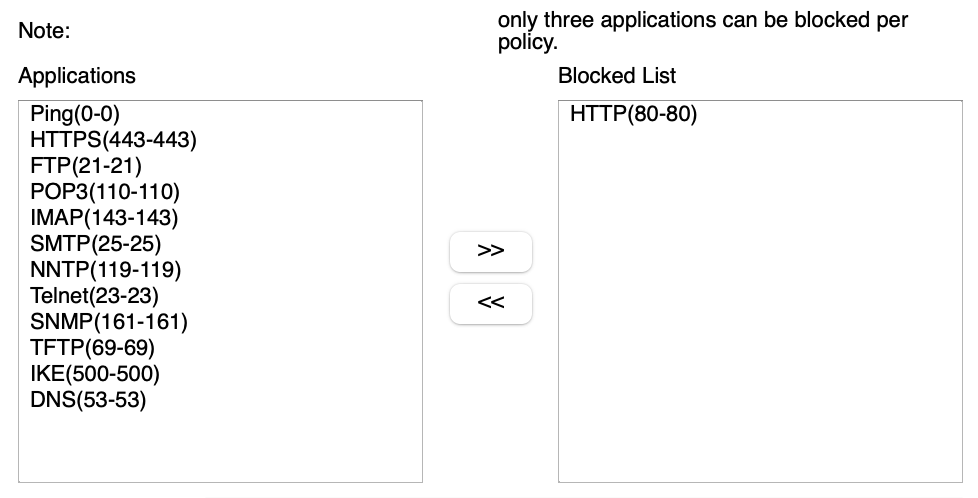 Note:
only three applications can be blocked per
policy.
Applications
Blocked List
Ping(0-0)
HTTPS(443-443)
FTP(21-21)
POP3(110-110)
IMAP(143-143)
SMTP(25-25)
NNTP(119-119)
Telnet(23-23)
SNMP(161-161)
TFTP(69-69)
IKE(500-500)
DNS(53-53)
>>
<<
HTTP(80-80)